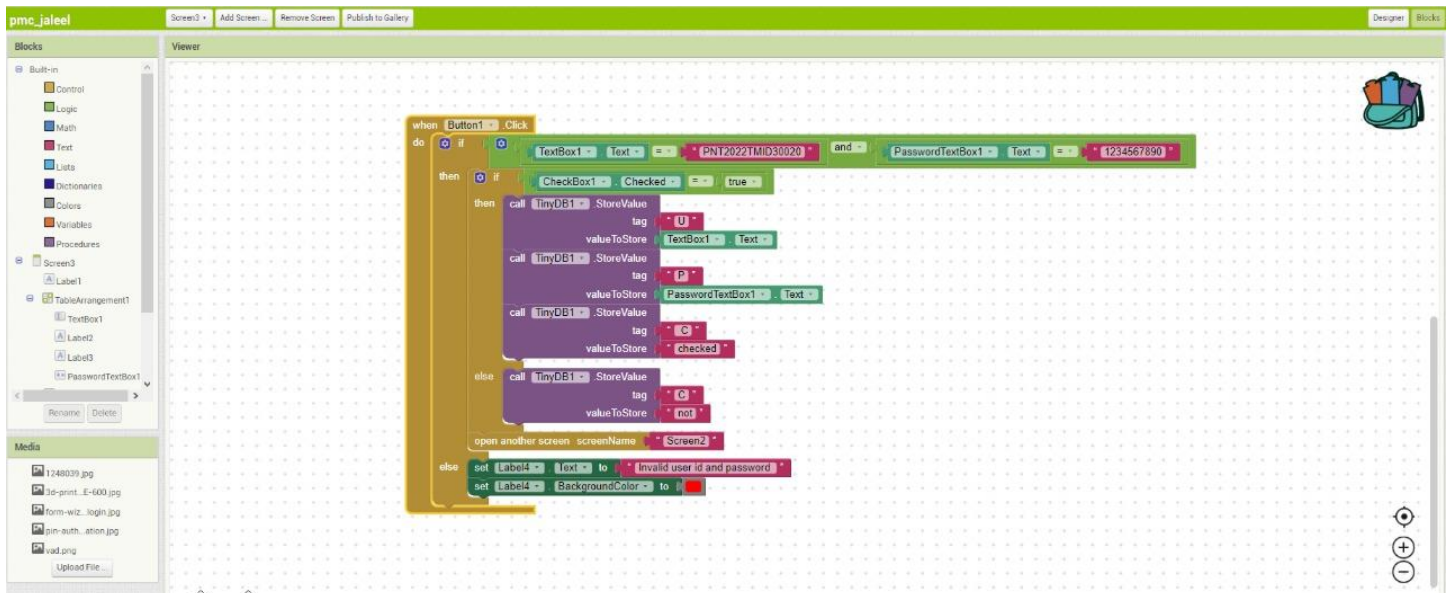 pmc_jaleel Screen3 Add Screen ... Remove Screen Publish to Gallery Designer Blocks
Blocks
Built-in
Control
Logic
Math
Text
Lists
Dictionaries
Colors
Variables
Procedures
Screen3
Label1
TableArrangement1
TextBox1
Label2
Label3
PasswordTextBox1
Rename Delete
Media
1248039.jpg
3d-print...E-600.jpg
form-wiz...login.jpg
pin-auth...ation.jpg
vad.png
Upload File ...
Viewer
when Button1 .Click
do if TextBox1 . Text = " PNT2022TMID30020 " and PasswordTextBox1 . Text = " 1234567890 "
then if CheckBox1 . Checked = true
then call TinyDB1 .StoreValue
tag " U "
valueToStore TextBox1 . Text
call TinyDB1 .StoreValue
tag " P "
valueToStore PasswordTextBox1 . Text
call TinyDB1 .StoreValue
tag " C "
valueToStore " checked "
else call TinyDB1 .StoreValue
tag " C "
valueToStore " not "
open another screen screenName " Screen2 "
else set Label4 . Text to " Invalid user id and password "
set Label4 . BackgroundColor to